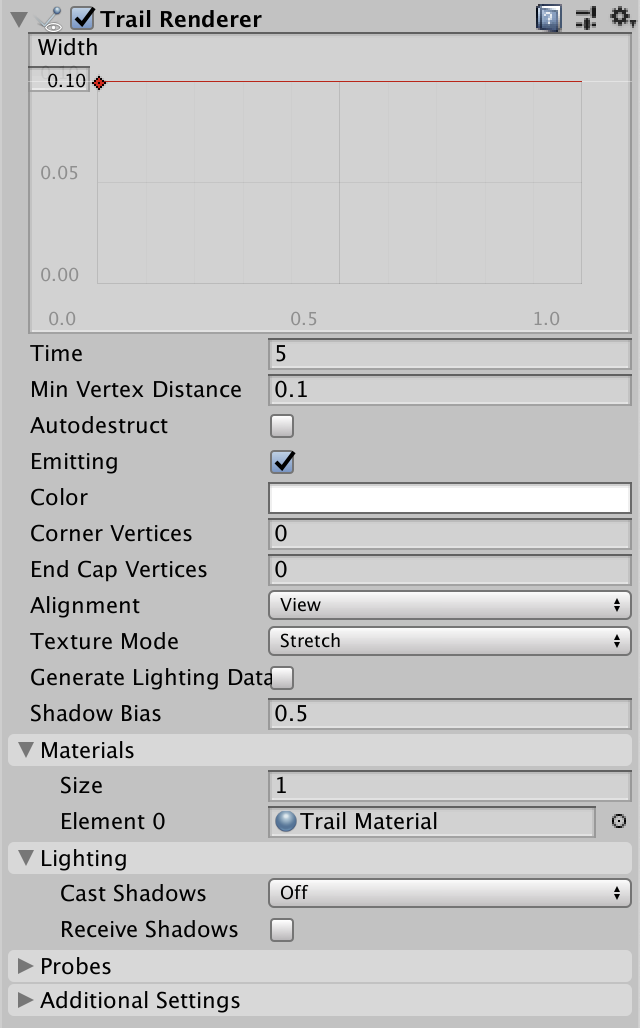 Trail Renderer
Width
0.10
0.05
0.00
0.0 0.5 1.0
Time 5
Min Vertex Distance 0.1
Autodestruct
Emitting
Color
Corner Vertices 0
End Cap Vertices 0
Alignment View
Texture Mode Stretch
Generate Lighting Data
Shadow Bias 0.5
Materials
Size 1
Element 0 Trail Material
Lighting
Cast Shadows Off
Receive Shadows
Probes
Additional Settings